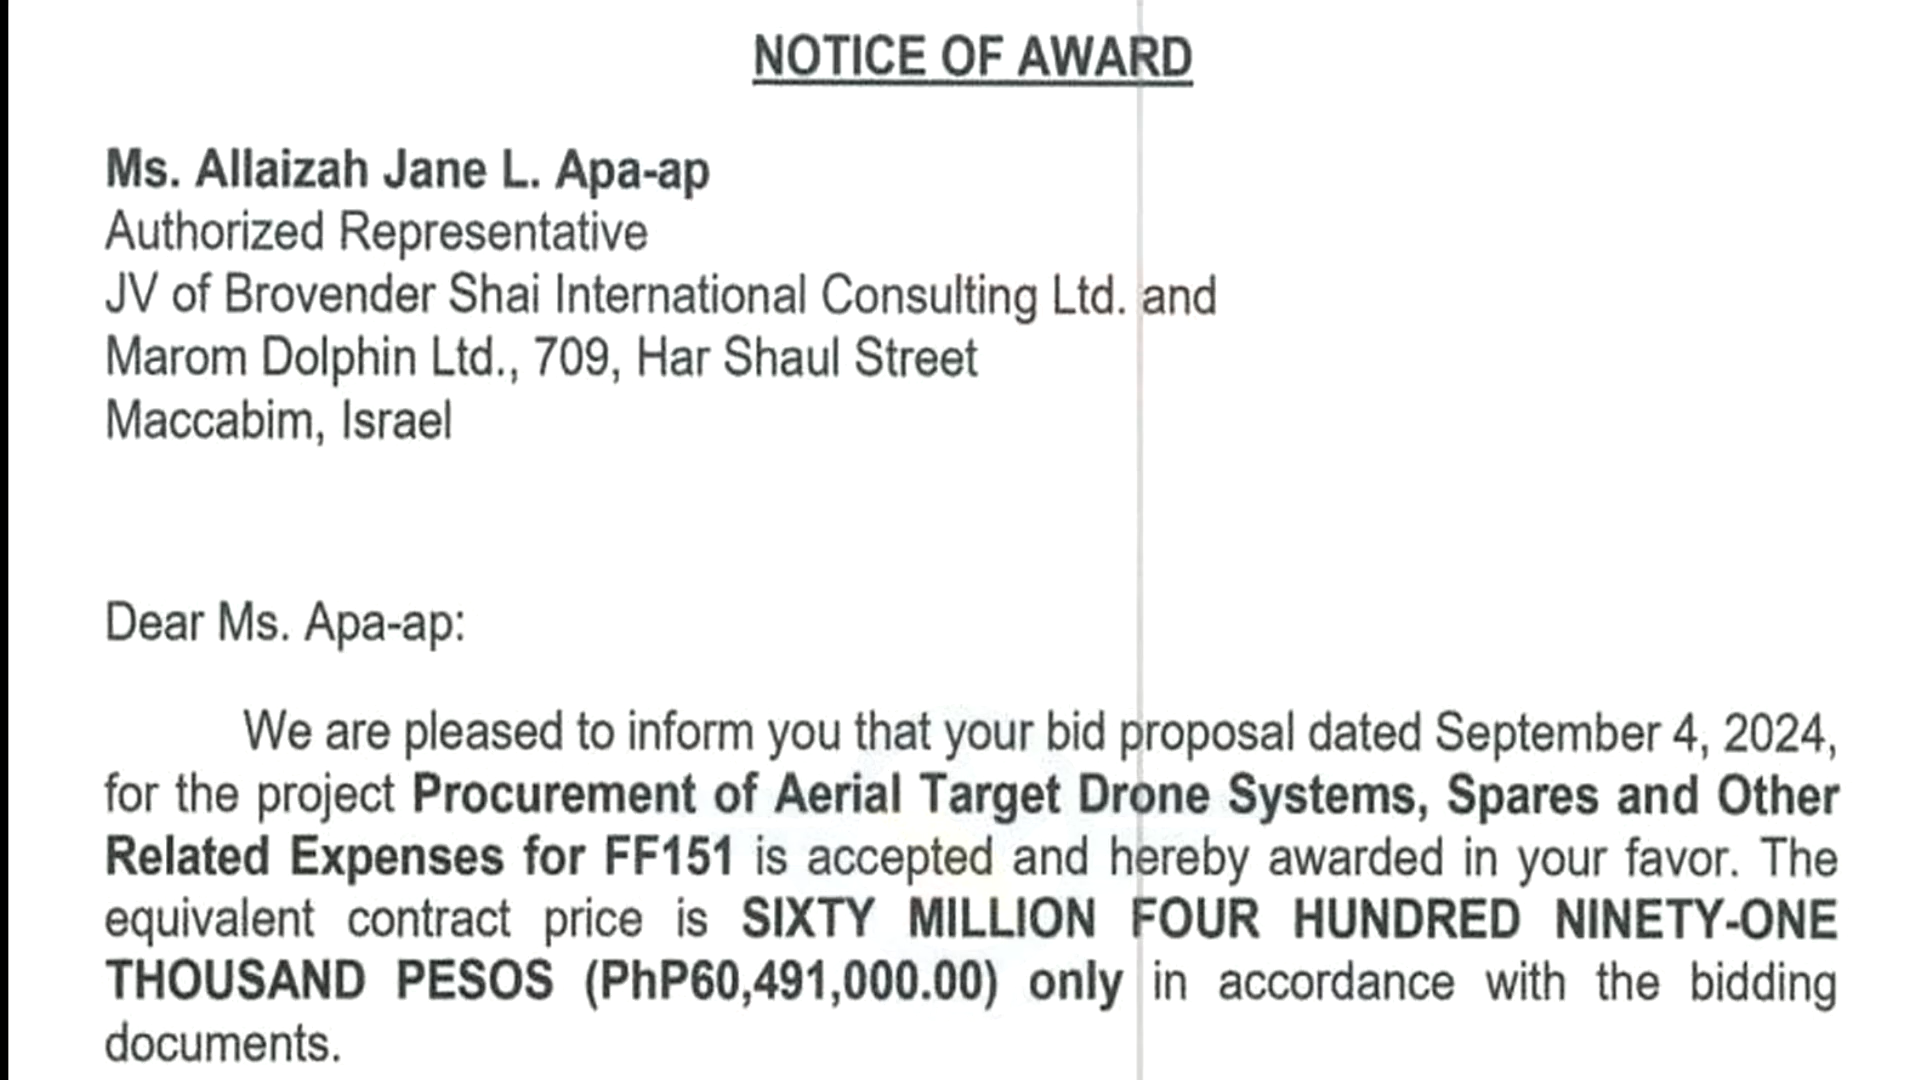 NOTICE OF AWARD
Ms. Allaizah Jane L. Apa-ap
Authorized Representative
JV of Brovender Shai International Consulting Ltd. and
Marom Dolphin Ltd., 709, Har Shaul Street
Maccabim, Israel
Dear Ms. Apa-ap:
We are pleased to inform you that your bid proposal dated September 4, 2024,
for the project Procurement of Aerial Target Drone Systems, Spares and Other
Related Expenses for FF151 is accepted and hereby awarded in your favor. The
equivalent contract price is SIXTY MILLION FOUR HUNDRED NINETY-ONE
THOUSAND PESOS (PhP60,491,000.00) only in accordance with the bidding
documents.